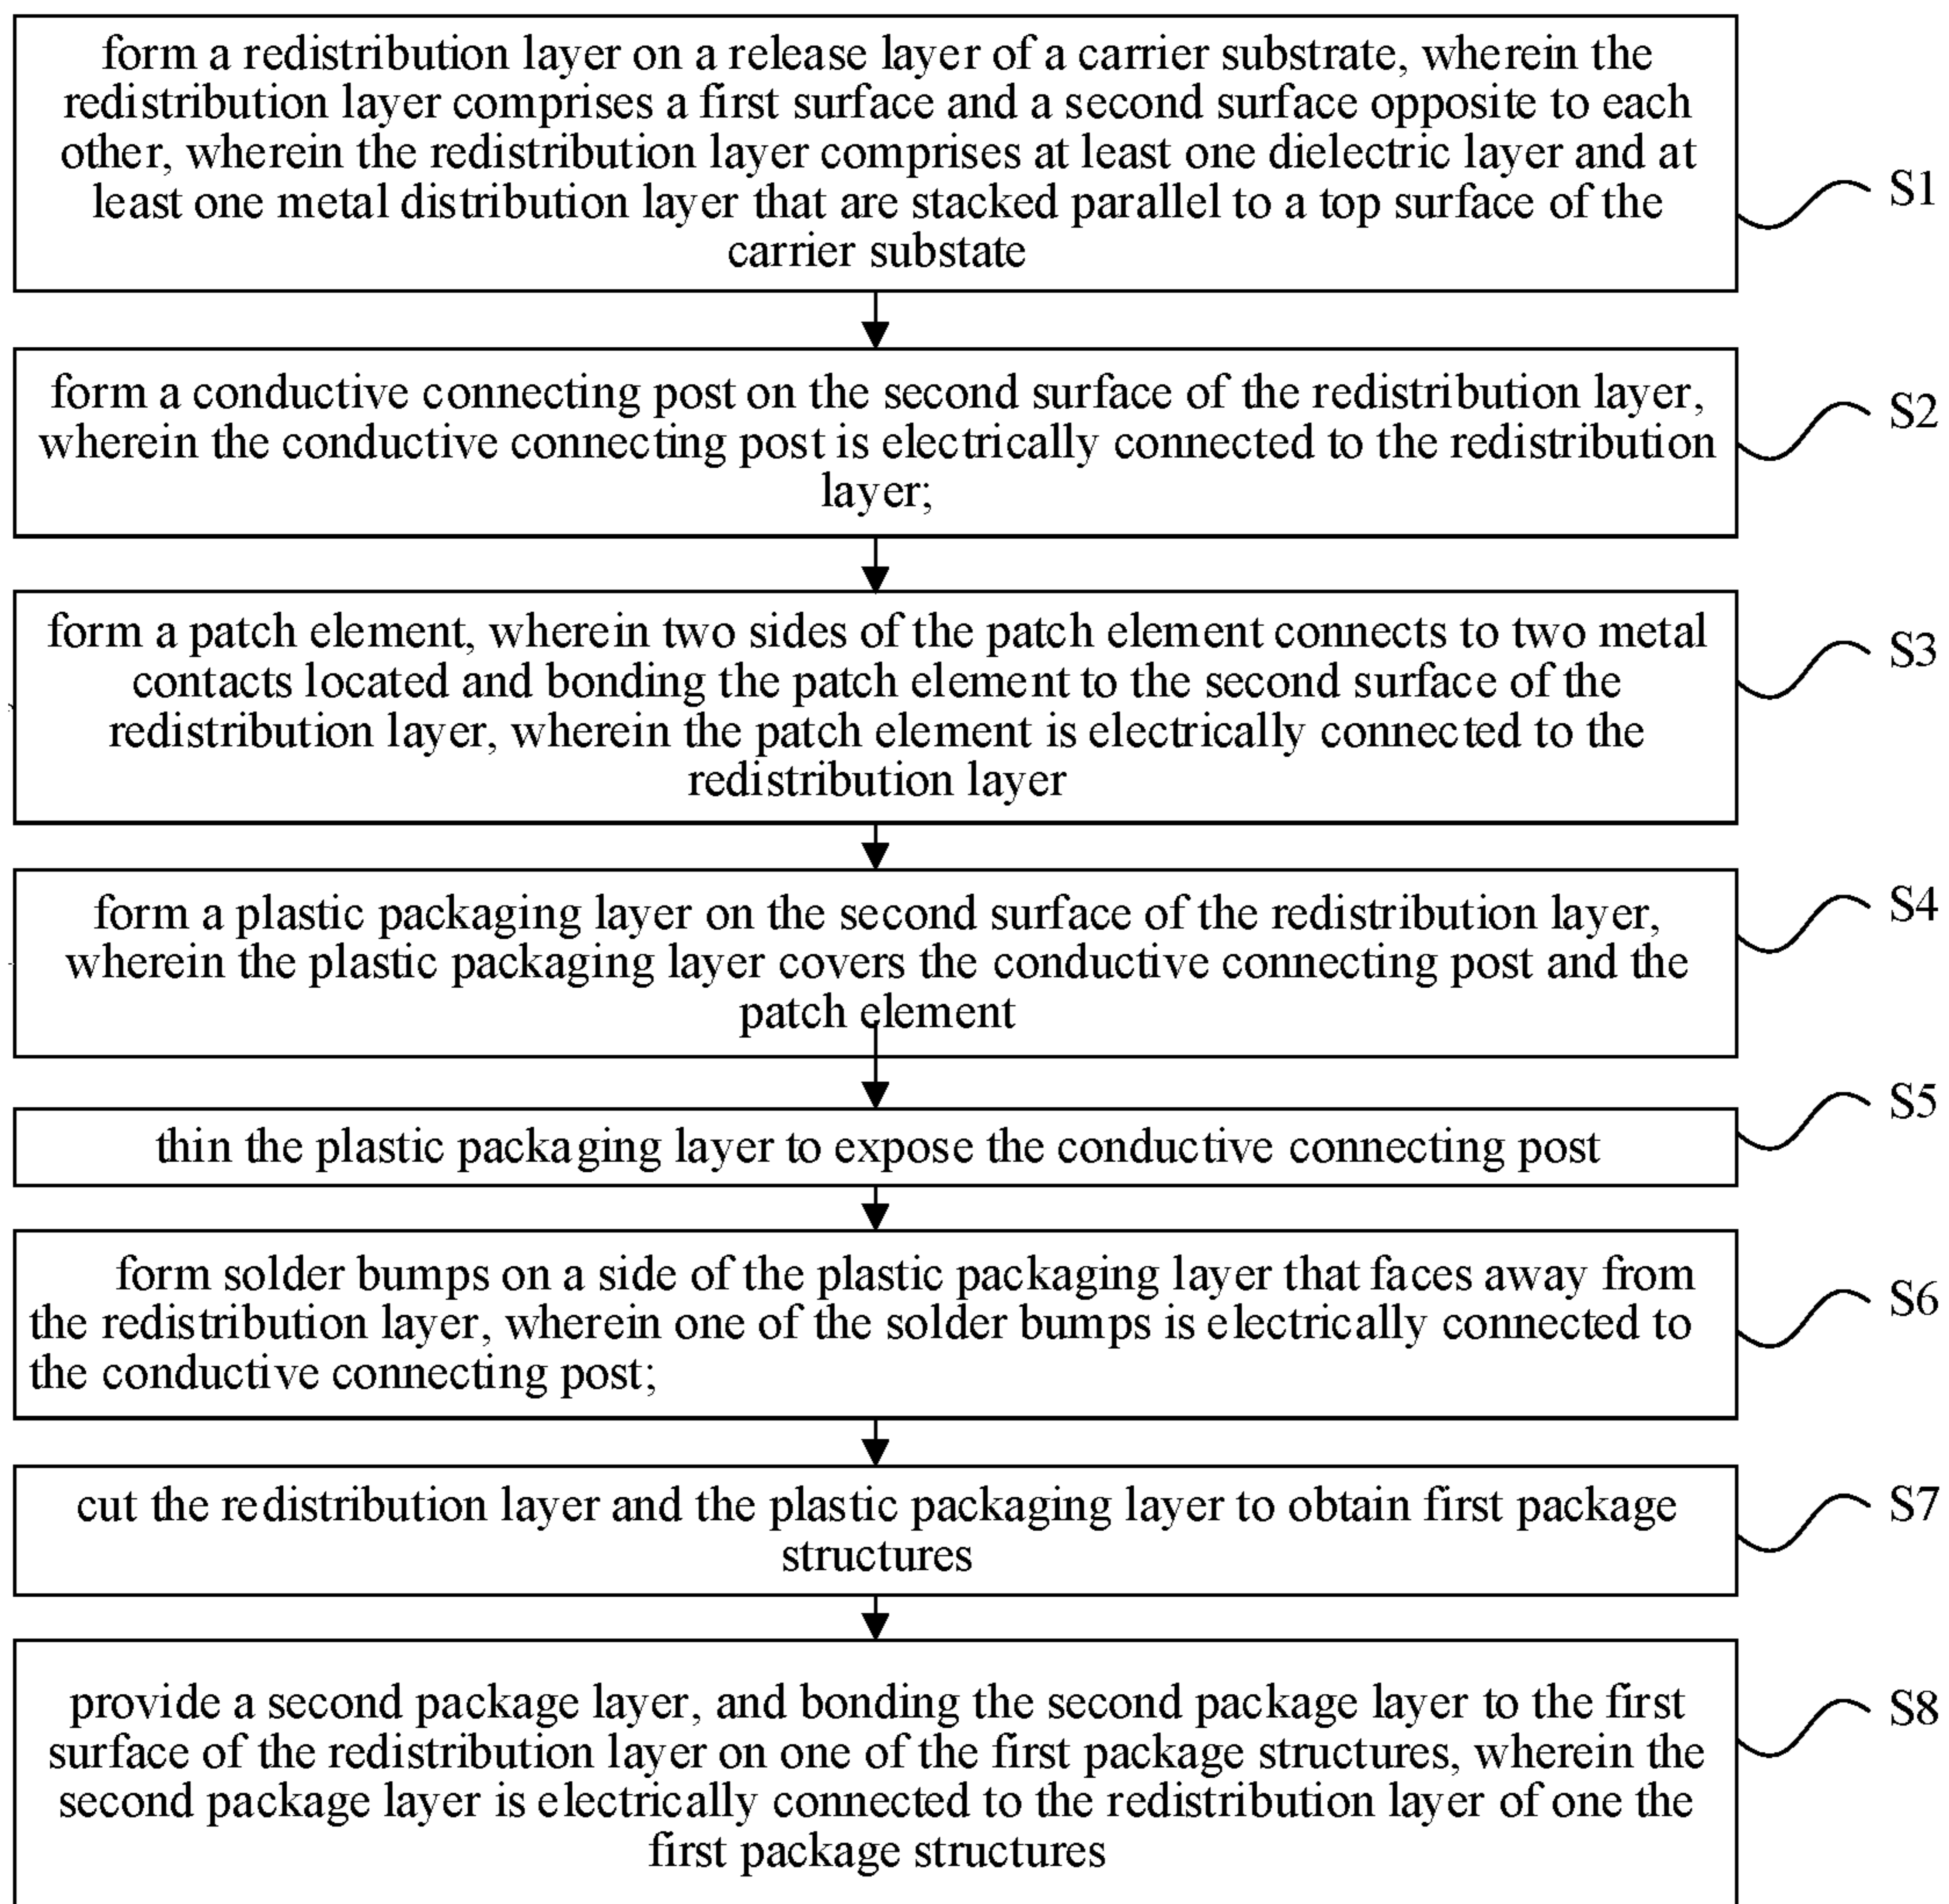 form a redistribution layer on a release layer of a carrier substrate, wherein the
redistribution layer comprises a first surface and a second surface opposite to each
other, wherein the redistribution layer comprises at least one dielectric layer and at
least one metal distribution layer that are stacked parallel to a top surface of the
carrier substate
S1
form a conductive connecting post on the second surface of the redistribution layer,
wherein the conductive connecting post is electrically connected to the redistribution
layer;
S2
form a patch element, wherein two sides of the patch element connects to two metal
contacts located and bonding the patch element to the second surface of the
redistribution layer, wherein the patch element is electrically connected to the
redistribution layer
S3
form a plastic packaging layer on the second surface of the redistribution layer,
wherein the plastic packaging layer covers the conductive connecting post and the
patch element
S4
thin the plastic packaging layer to expose the conductive connecting post
S5
form solder bumps on a side of the plastic packaging layer that faces away from
the redistribution layer, wherein one of the solder bumps is electrically connected to
the conductive connecting post;
S6
cut the redistribution layer and the plastic packaging layer to obtain first package
structures
S7
provide a second package layer, and bonding the second package layer to the first
surface of the redistribution layer on one of the first package structures, wherein the
second package layer is electrically connected to the redistribution layer of one the
first package structures
S8